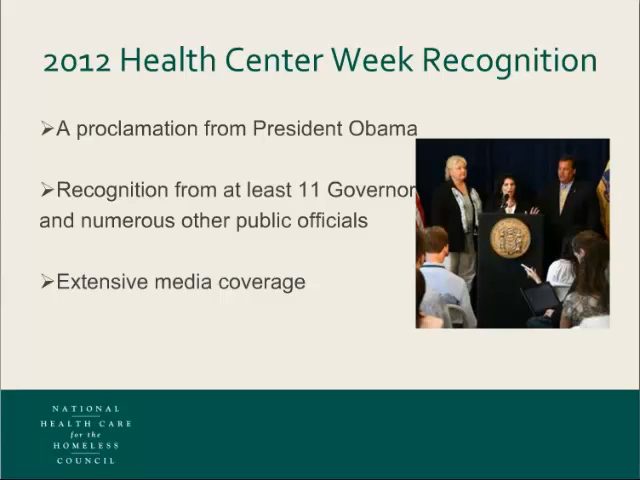 2012 Health Center Week Recognition
➢A proclamation from President Obama
➢Recognition from at least 11 Governor
and numerous other public officials
➢Extensive media coverage
NATIONAL
HEALTH CARE
for the
HOMELESS
COUNCIL